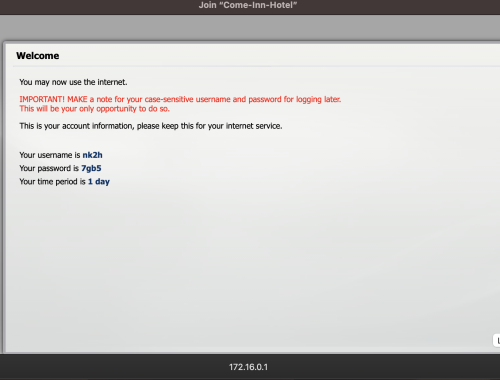 Join “Come-Inn-Hotel”
Welcome
You may now use the internet.
IMPORTANT! MAKE a note for your case-sensitive username and password for logging later.
This will be your only opportunity to do so.
This is your account information, please keep this for your internet service.
Your username is nk2h
Your password is 7gb5
Your time period is 1 day
172.16.0.1